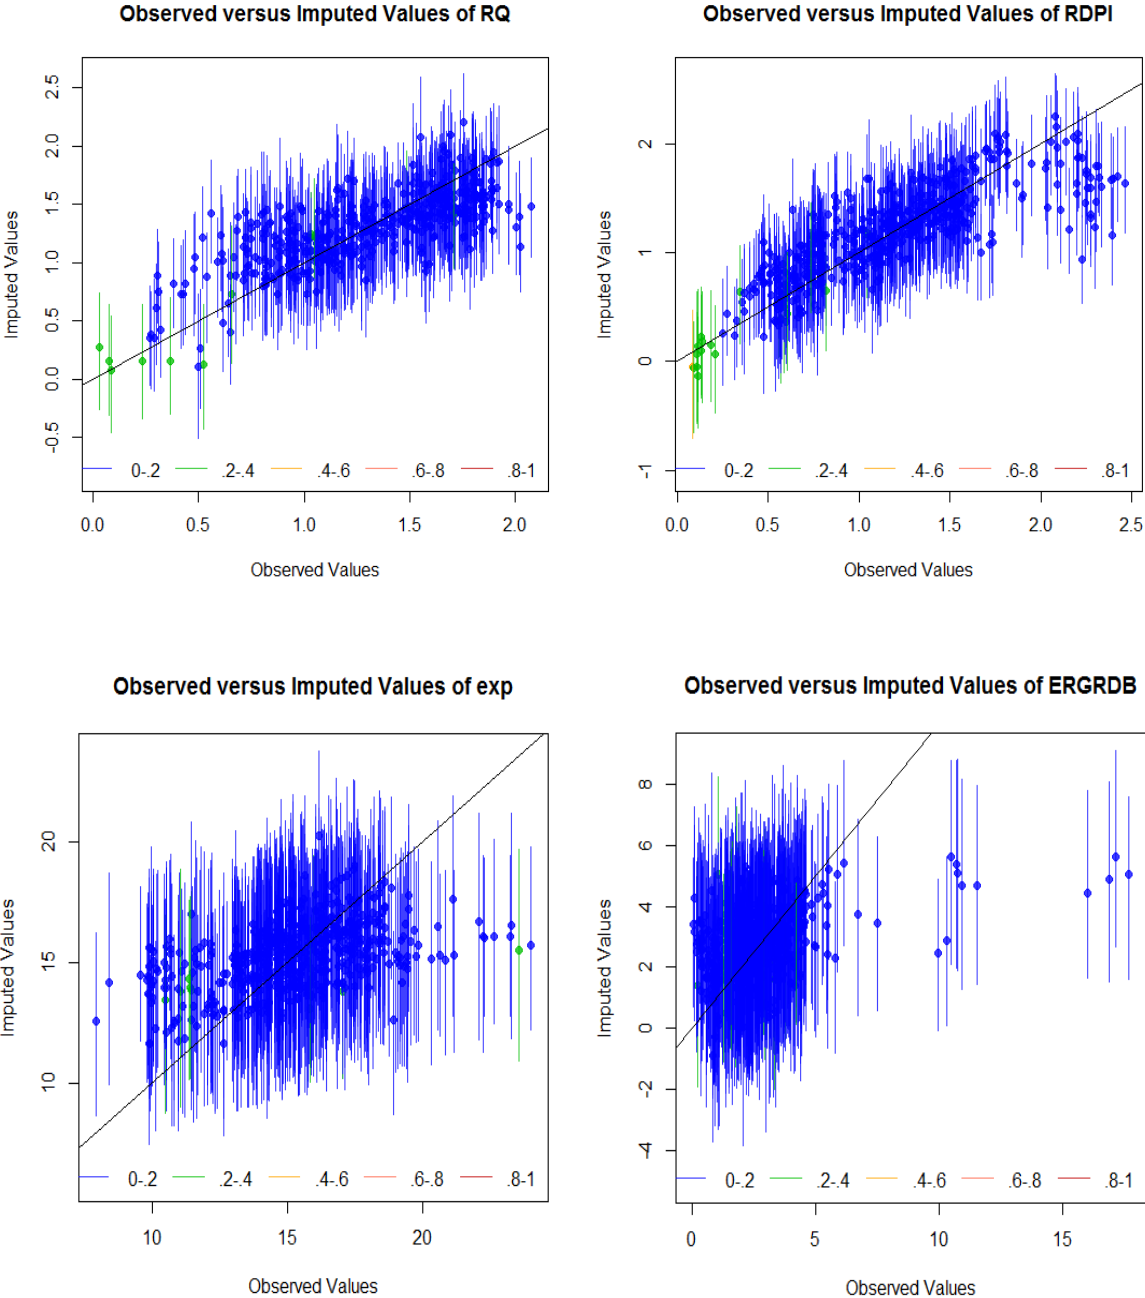 Observed versus Imputed Values of RQ
Imputed Values
2.5
2.0
1.5
1.0
0.5
0.0
-0.5
0-.2 .2-.4 .4-.6 .6-.8 .8-1
0.0 0.5 1.0 1.5 2.0
Observed Values
Observed versus Imputed Values of RDPI
Imputed Values
2
1
0
-1
0-.2 .2-.4 .4-.6 .6-.8 .8-1
0.0 0.5 1.0 1.5 2.0 2.5
Observed Values
Observed versus Imputed Values of exp
Imputed Values
20
15
10
0-.2 .2-.4 .4-.6 .6-.8 .8-1
10 15 20
Observed Values
Observed versus Imputed Values of ERGRDB
Imputed Values
8
6
4
2
0
-2
-4
0-.2 .2-.4 .4-.6 .6-.8 .8-1
0 5 10 15
Observed Values